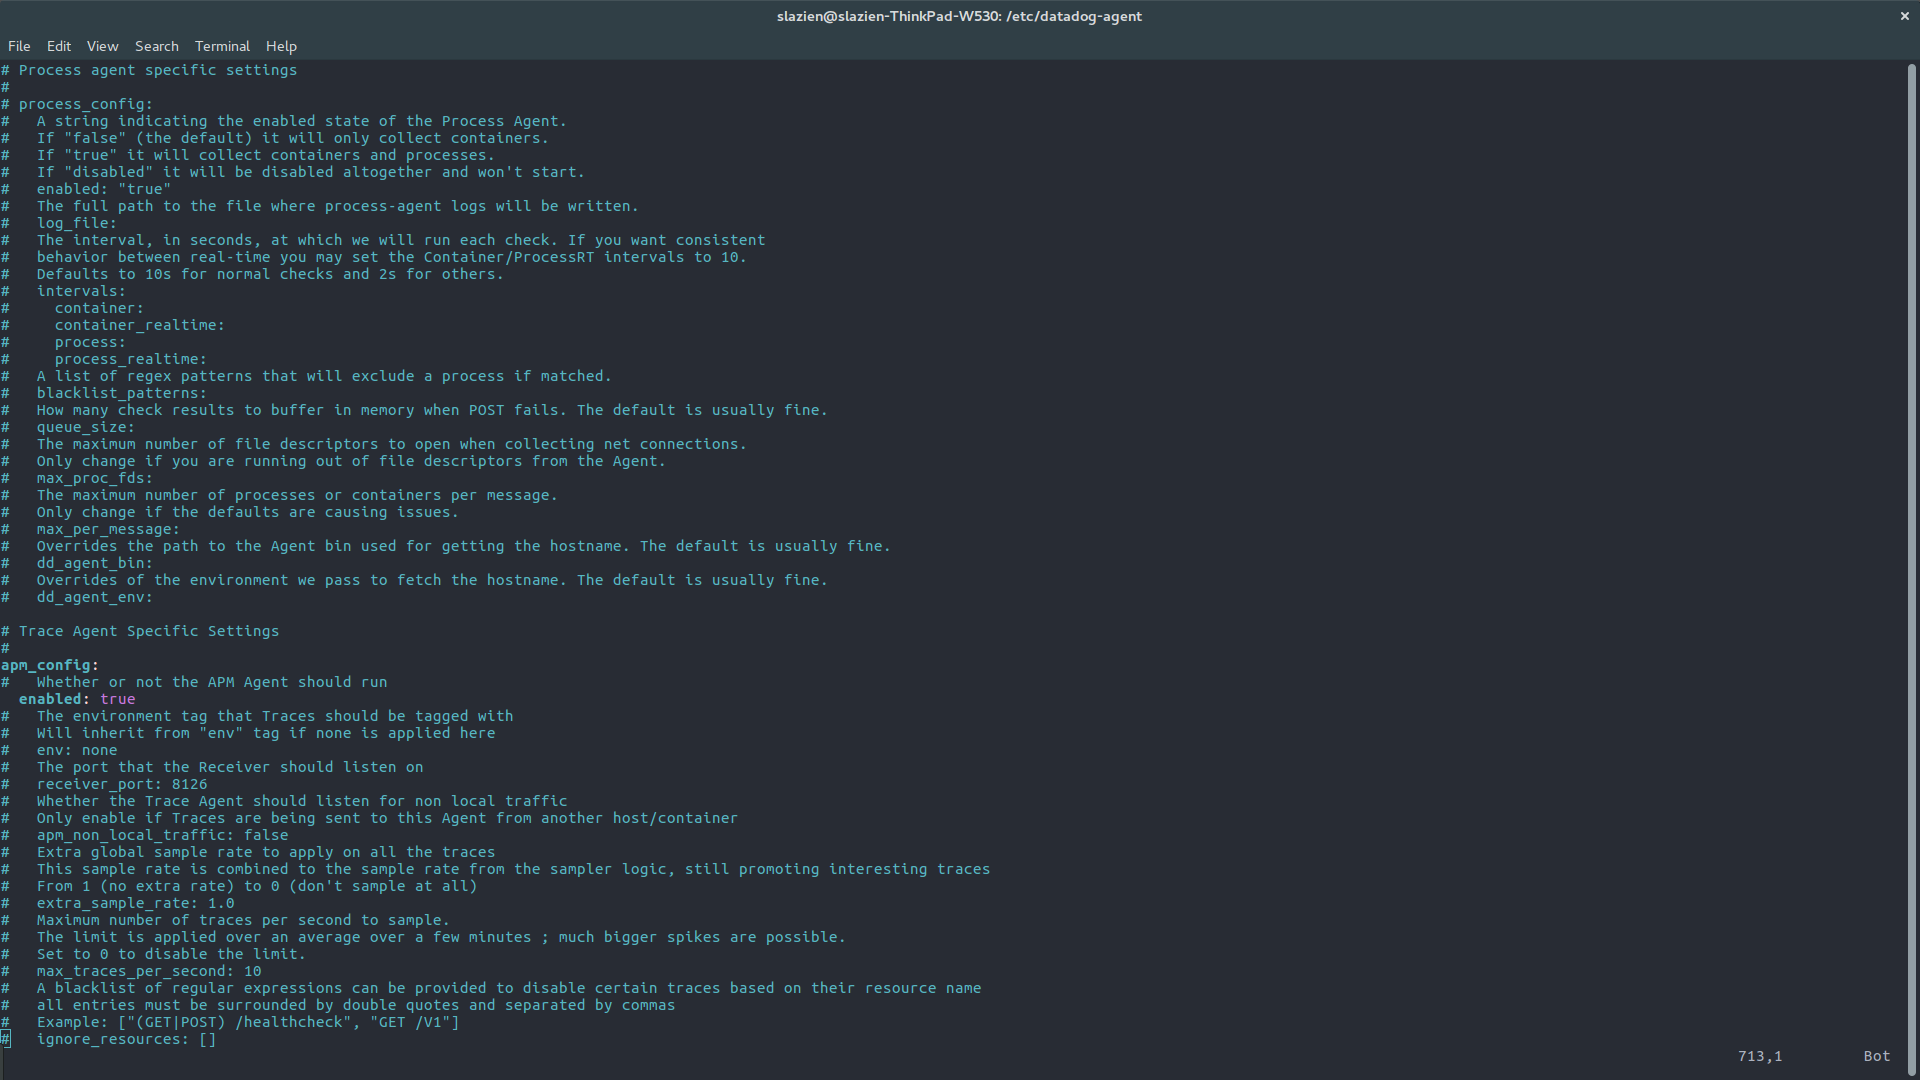 slazien@slazien-ThinkPad-W530: /etc/datadog-agent
×
File Edit View Search Terminal Help
# Process agent specific settings
#
# process_config:
#   A string indicating the enabled state of the Process Agent.
#   If "false" (the default) it will only collect containers.
#   If "true" it will collect containers and processes.
#   If "disabled" it will be disabled altogether and won't start.
#   enabled: "true"
#   The full path to the file where process-agent logs will be written.
#   log_file:
#   The interval, in seconds, at which we will run each check. If you want consistent
#   behavior between real-time you may set the Container/ProcessRT intervals to 10.
#   Defaults to 10s for normal checks and 2s for others.
#   intervals:
#     container:
#     container_realtime:
#     process:
#     process_realtime:
#   A list of regex patterns that will exclude a process if matched.
#   blacklist_patterns:
#   How many check results to buffer in memory when POST fails. The default is usually fine.
#   queue_size:
#   The maximum number of file descriptors to open when collecting net connections.
#   Only change if you are running out of file descriptors from the Agent.
#   max_proc_fds:
#   The maximum number of processes or containers per message.
#   Only change if the defaults are causing issues.
#   max_per_message:
#   Overrides the path to the Agent bin used for getting the hostname. The default is usually fine.
#   dd_agent_bin:
#   Overrides of the environment we pass to fetch the hostname. The default is usually fine.
#   dd_agent_env:

# Trace Agent Specific Settings
#
apm_config:
#   Whether or not the APM Agent should run
  enabled: true
#   The environment tag that Traces should be tagged with
#   Will inherit from "env" tag if none is applied here
#   env: none
#   The port that the Receiver should listen on
#   receiver_port: 8126
#   Whether the Trace Agent should listen for non local traffic
#   Only enable if Traces are being sent to this Agent from another host/container
#   apm_non_local_traffic: false
#   Extra global sample rate to apply on all the traces
#   This sample rate is combined to the sample rate from the sampler logic, still promoting interesting traces
#   From 1 (no extra rate) to 0 (don't sample at all)
#   extra_sample_rate: 1.0
#   Maximum number of traces per second to sample.
#   The limit is applied over an average over a few minutes ; much bigger spikes are possible.
#   Set to 0 to disable the limit.
#   max_traces_per_second: 10
#   A blacklist of regular expressions can be provided to disable certain traces based on their resource name
#   all entries must be surrounded by double quotes and separated by commas
#   Example: ["(GET|POST) /healthcheck", "GET /V1"]
#   ignore_resources: []
713,1 Bot